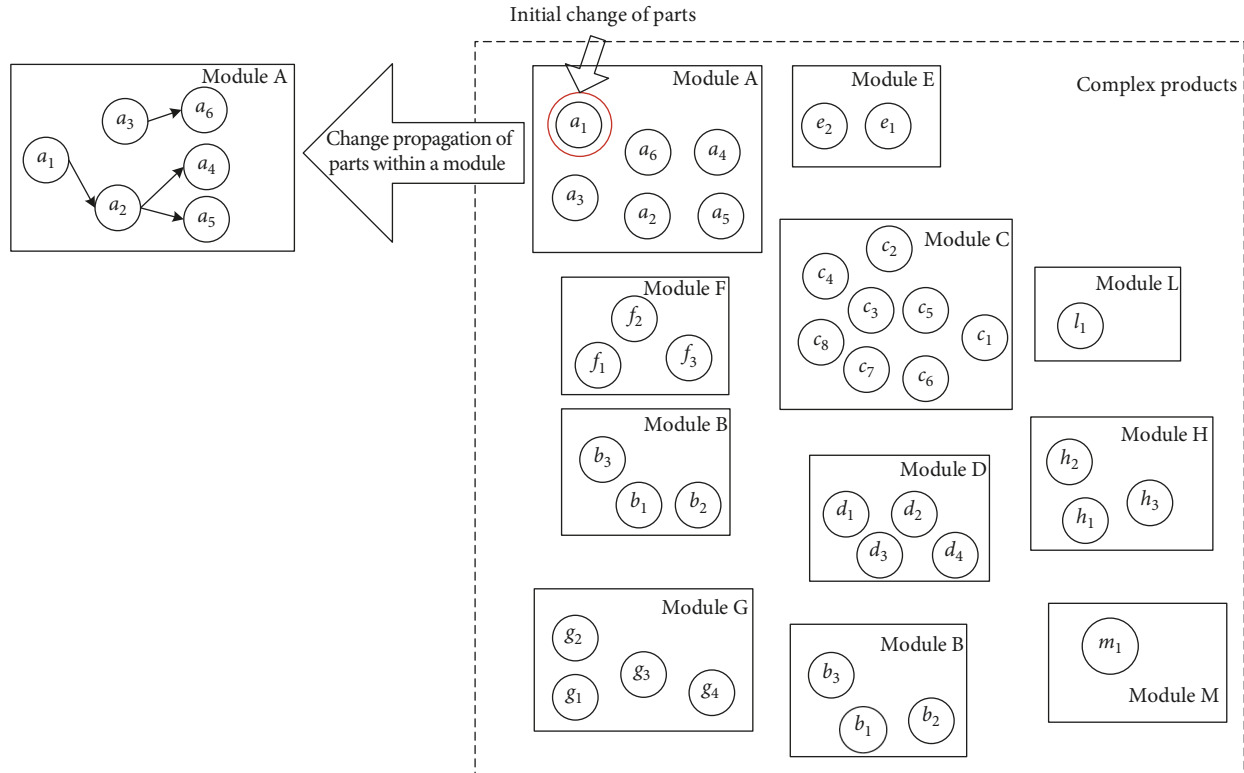 Initial change of parts
Complex products
Module A
a1
a2
a3
a6
a4
a5
Change propagation of
parts within a module
Module A
a1
a6
a4
a3
a2
a5
Module E
e2
e1
Module C
c2
c4
c3
c5
c8
c1
c7
c6
Module L
l1
Module F
f2
f1
f3
Module B
b3
b1
b2
Module D
d1
d2
d3
d4
Module H
h2
h1
h3
Module G
g2
g1
g3
g4
Module B
b3
b1
b2
m1
Module M